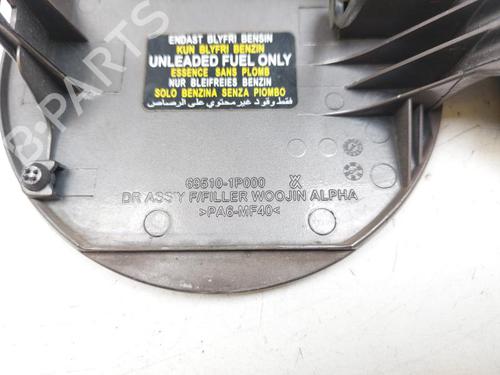 ENDAST BLYFRI BENSIN
KUN BLYFRI BENZIN
UNLEADED FUEL ONLY
ESSENCE SANS PLOMB
NUR BLEIFREIES BENZIN
SOLO BENZINA SENZA PIOMBO
فقط وقود غير محتوي على الرصاص
69510-1P000
DR ASS'Y F/FILLER WOOJIN ALPHA
>PA6-MF40<
B-PARTS